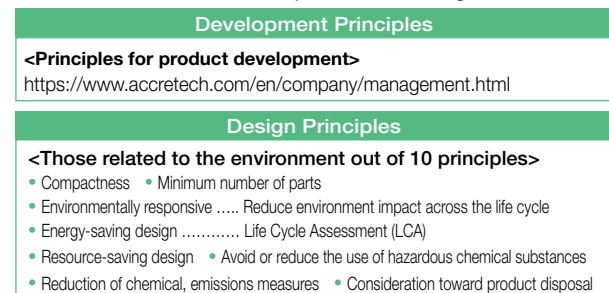 Development Principles
<Principles for product development>
https://www.accretech.com/en/company/management.html
Design Principles
<Those related to the environment out of 10 principles>
• Compactness • Minimum number of parts
• Environmentally responsive ..... Reduce environment impact across the life cycle
• Energy-saving design ............ Life Cycle Assessment (LCA)
• Resource-saving design • Avoid or reduce the use of hazardous chemical substances
• Reduction of chemical, emissions measures • Consideration toward product disposal